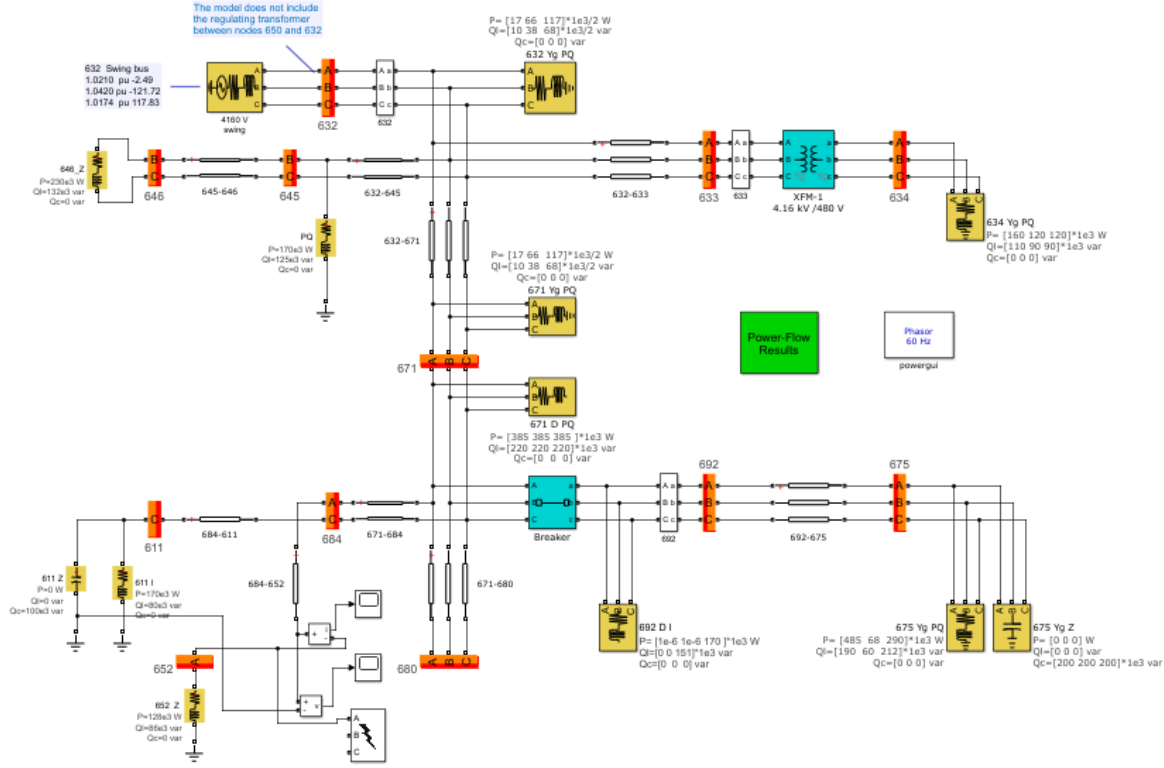 The model does not include
the regulating transformer
between nodes 650 and 632
P= [17 66 117]*1e3/2 W
Ql=[10 38 68]*1e3/2 var
Qc=[0 0 0] var
632 Yg PQ
A
B
C
632 Swing bus
1.0210 pu -2.49
1.0420 pu -121.72
1.0174 pu 117.83
A
B
C
4160 V
swing
A
B
C
632
A a
B b
C c
632
646_Z
P=230e3 W
Ql=132e3 var
Qc=0 var
B
C
646
645-646
B
C
645
632-645
632-633
A
B
C
633
A a
B b
C c
633
A
B
C
a
b
c
XFM-1
4.16 kV /480 V
A
B
C
634
A B C
634 Yg PQ
P= [160 120 120]*1e3 W
Ql=[110 90 90]*1e3 var
Qc=[0 0 0] var
PQ
P=170e3 W
Ql=125e3 var
Qc=0 var
632-671
P= [17 66 117]*1e3/2 W
Ql=[10 38 68]*1e3/2 var
Qc=[0 0 0] var
671 Yg PQ
A
B
C
Power-Flow
Results
Phasor
60 Hz
powergui
671
A B C
A
B
C
671 D PQ
P= [385 385 385 ]*1e3 W
Ql=[220 220 220]*1e3 var
Qc=[0 0 0] var
C
611
684-611
A
C
684
671-684
A
B
C
a
b
c
Breaker
A a
B b
C c
692
692
A
B
C
692-675
675
A
B
C
611 Z
P=0 W
Ql=0 var
Qc=100e3 var
611 I
P=170e3 W
Ql=80e3 var
Qc=0 var
684-652
671-680
+
-
i
652
A
680
A B C
652 Z
P=128e3 W
Ql=86e3 var
Qc=0 var
+
-
v
A
B
C
A B C
692 D I
P= [1e-6 1e-6 170 ]*1e3 W
Ql=[0 0 151]*1e3 var
Qc=[0 0 0] var
A B C
675 Yg PQ
P= [485 68 290]*1e3 W
Ql=[190 60 212]*1e3 var
Qc=[0 0 0] var
A B C
675 Yg Z
P= [0 0 0] W
Ql=[0 0 0] var
Qc=[200 200 200]*1e3 var